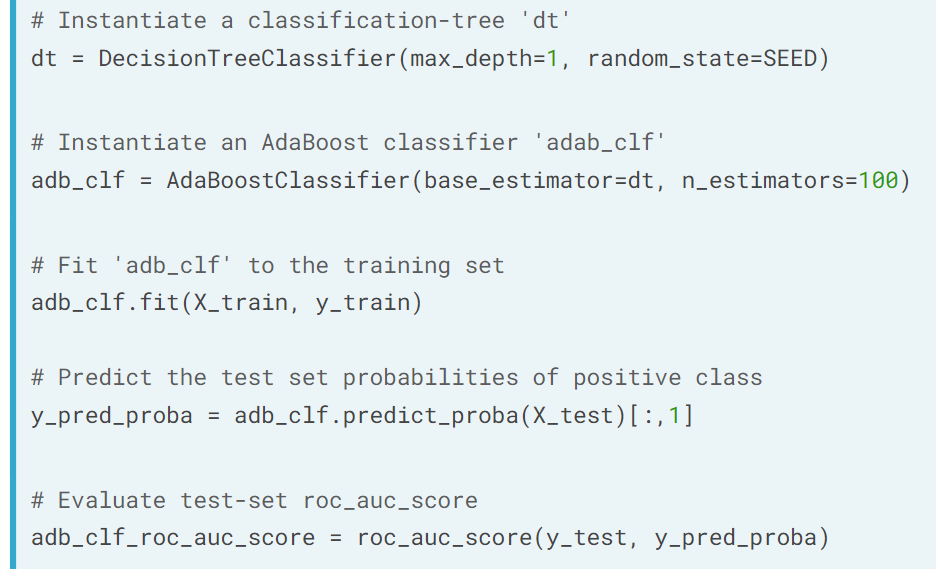 # Instantiate a classification-tree 'dt'
dt = DecisionTreeClassifier(max_depth=1, random_state=SEED)
# Instantiate an AdaBoost classifier 'adab_clf'
adb_clf = AdaBoostClassifier(base_estimator=dt, n_estimators=100)
# Fit 'adb_clf' to the training set
adb_clf.fit(X_train, y_train)
# Predict the test set probabilities of positive class
y_pred_proba = adb_clf.predict_proba(X_test)[:,1]
# Evaluate test-set roc_auc_score
adb_clf_roc_auc_score = roc_auc_score(y_test, y_pred_proba)